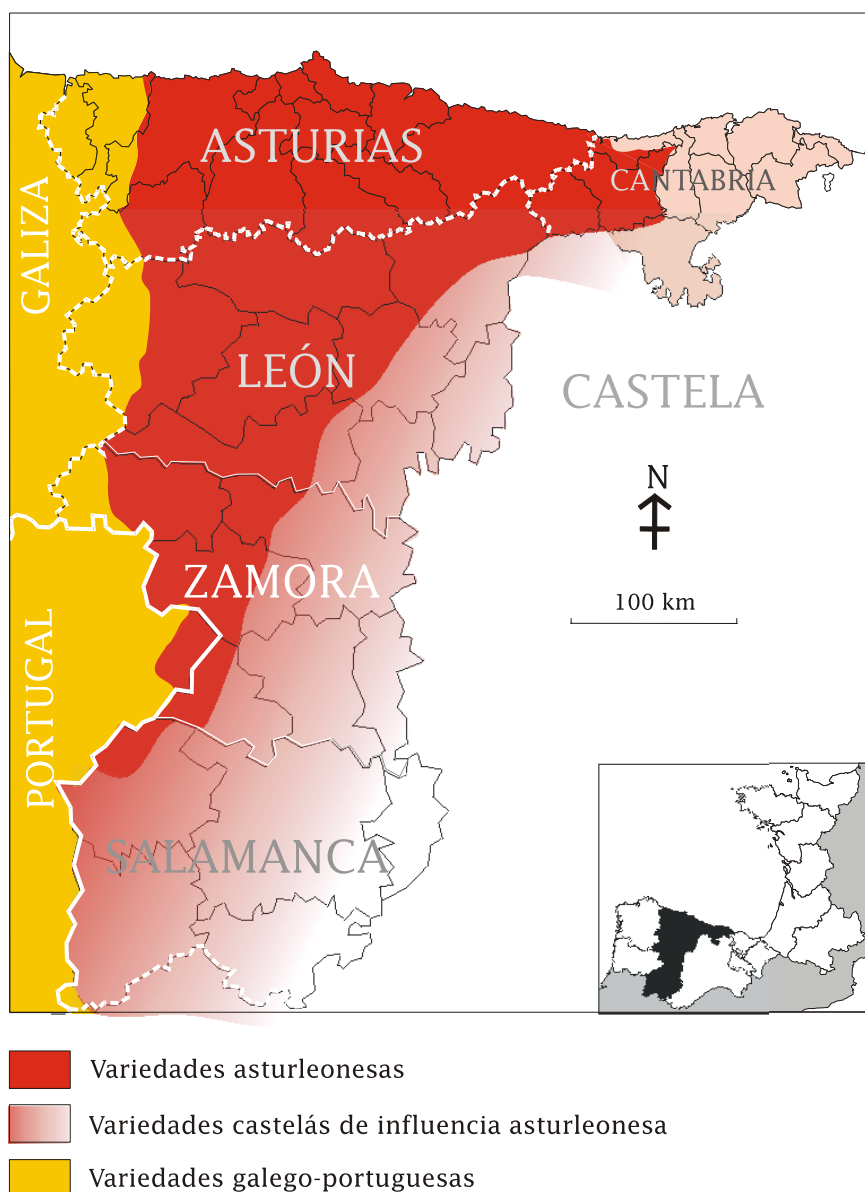 ASTURIAS
CANTABRIA
GALIZA
LEÓN
CASTELA
N
ZAMORA
100 km
PORTUGAL
SALAMANCA
Variedades asturleonesas
Variedades castelás de influencia asturleonesa
Variedades galego-portuguesas